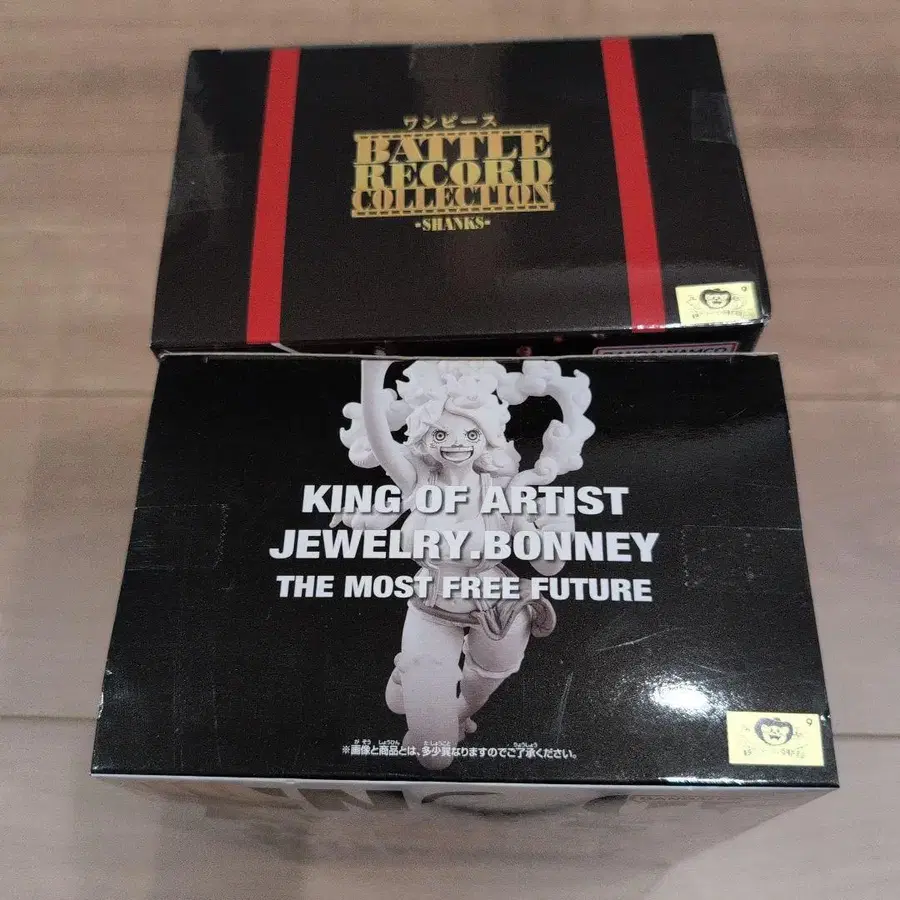 ワンピース
BATTLE
RECORD
COLLECTION
-SHANKS-
BANDAI NAMCO
KING OF ARTIST
JEWELRY.BONNEY
THE MOST FREE FUTURE
※画像と商品とは、多少異なりますのでご了承ください。